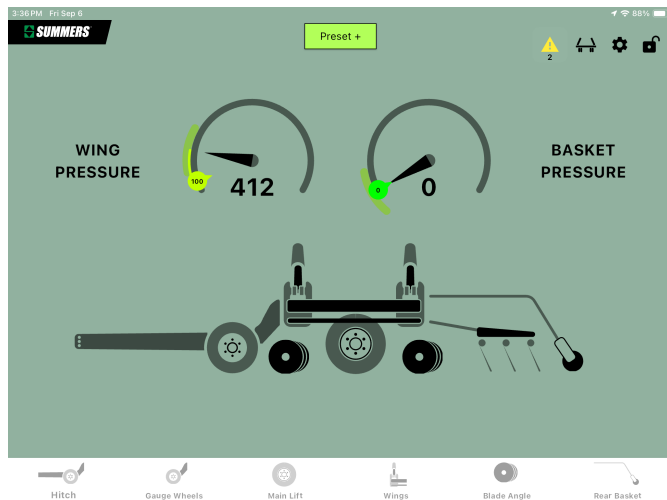 3:36 PM Fri Sep 6
88%
SUMMERS
Preset +
2
WING
PRESSURE
100
412
0
0
BASKET
PRESSURE
Hitch
Gauge Wheels
Main Lift
Wings
Blade Angle
Rear Basket